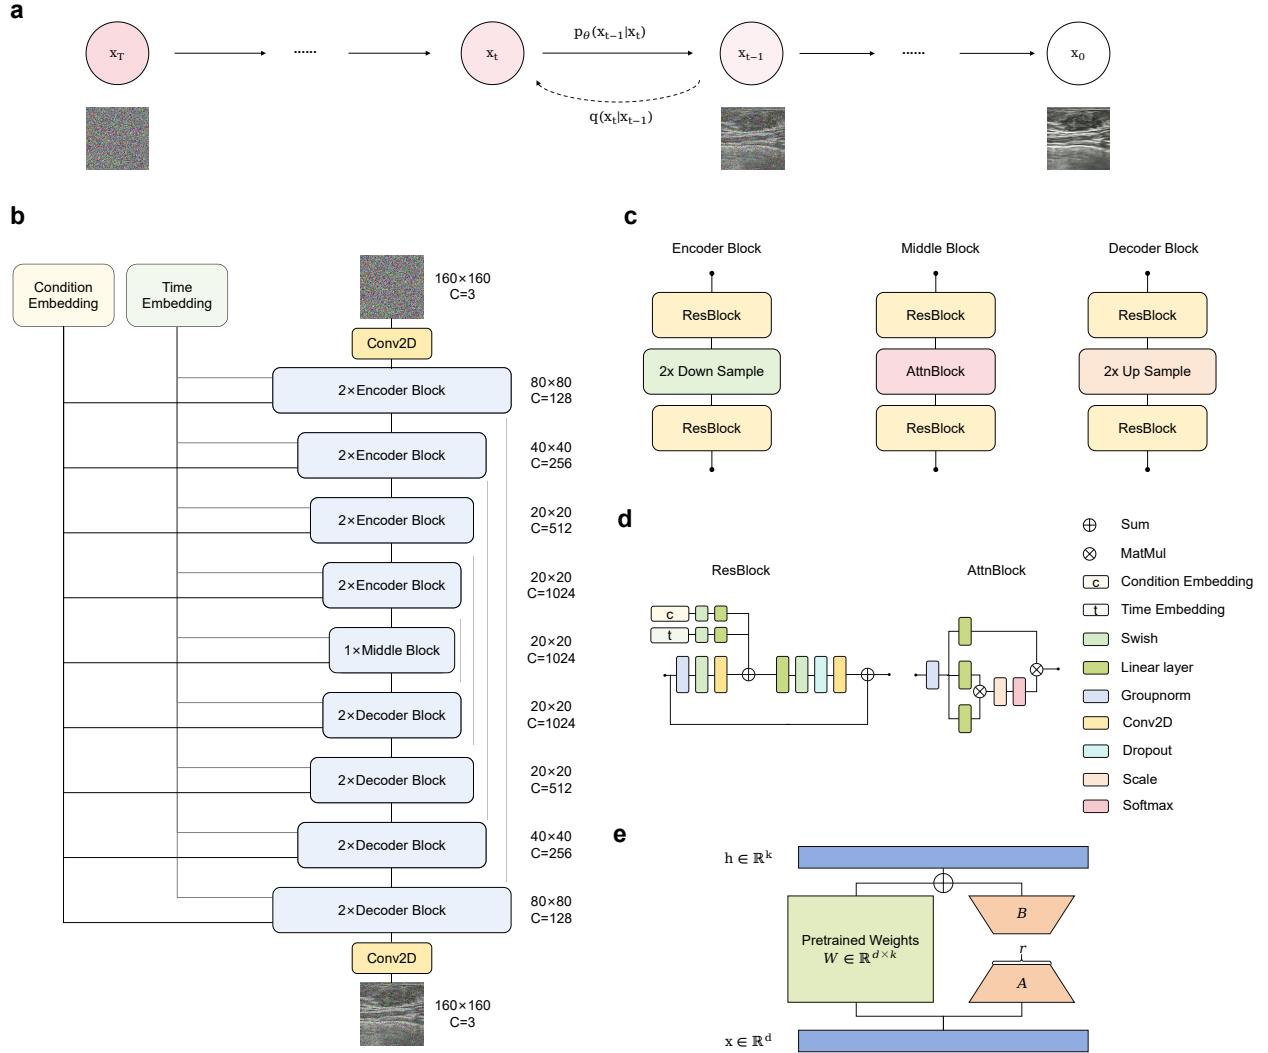 a
x_T
......
x_t
p_θ(x_{t-1}|x_t)
q(x_t|x_{t-1})
x_{t-1}
......
x_0
b
Condition
Embedding
Time
Embedding
160×160
C=3
Conv2D
2×Encoder Block
80×80
C=128
2×Encoder Block
40×40
C=256
2×Encoder Block
20×20
C=512
2×Encoder Block
20×20
C=1024
1×Middle Block
20×20
C=1024
2×Decoder Block
20×20
C=1024
2×Decoder Block
20×20
C=512
2×Decoder Block
40×40
C=256
2×Decoder Block
80×80
C=128
Conv2D
160×160
C=3
c
Encoder Block
ResBlock
2x Down Sample
ResBlock
Middle Block
ResBlock
AttnBlock
ResBlock
Decoder Block
ResBlock
2x Up Sample
ResBlock
d
ResBlock
c
t
AttnBlock
Sum
MatMul
c Condition Embedding
t Time Embedding
Swish
Linear layer
Groupnorm
Conv2D
Dropout
Scale
Softmax
e
h ∈ ℝ^k
Pretrained Weights
W ∈ ℝ^{d×k}
B
r
A
x ∈ ℝ^d